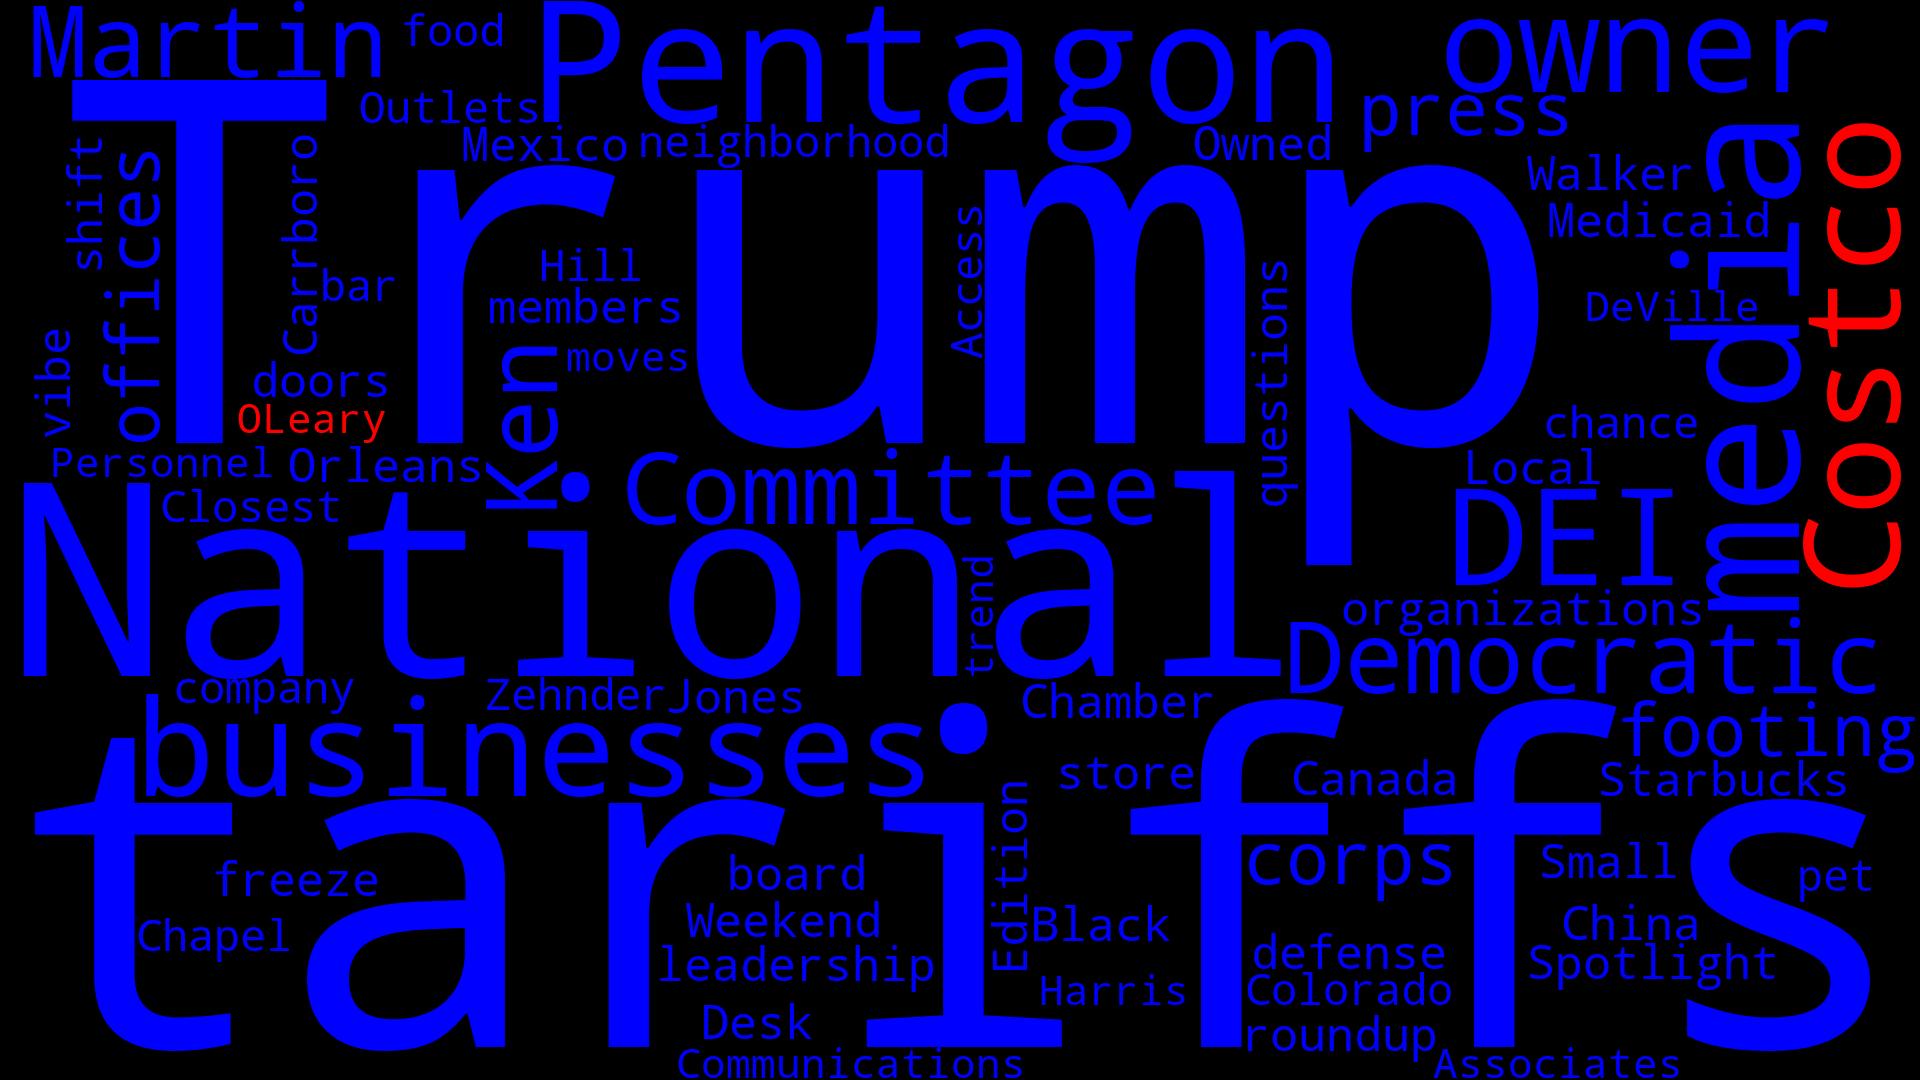 Martin
food
Pentagon
owner
Outlets
press
Mexico
neighborhood
Owned
Trump
Walker
Medicaid
media
Costco
shift
offices
Carrboro
bar
Hill
members
Access
questions
DeVille
vibe
doors
Ken
moves
OLeary
chance
Personnel
Orleans
Committee
Local
Closest
National
DEI
trend
organizations
Democratic
company
Zehnder
Jones
Chamber
businesses
footing
store
Canada
Starbucks
tariffs
freeze
board
Edition
corps
Small
pet
Chapel
Weekend
Black
China
leadership
defense
Spotlight
Harris
Colorado
Desk
roundup
Communications
Associates